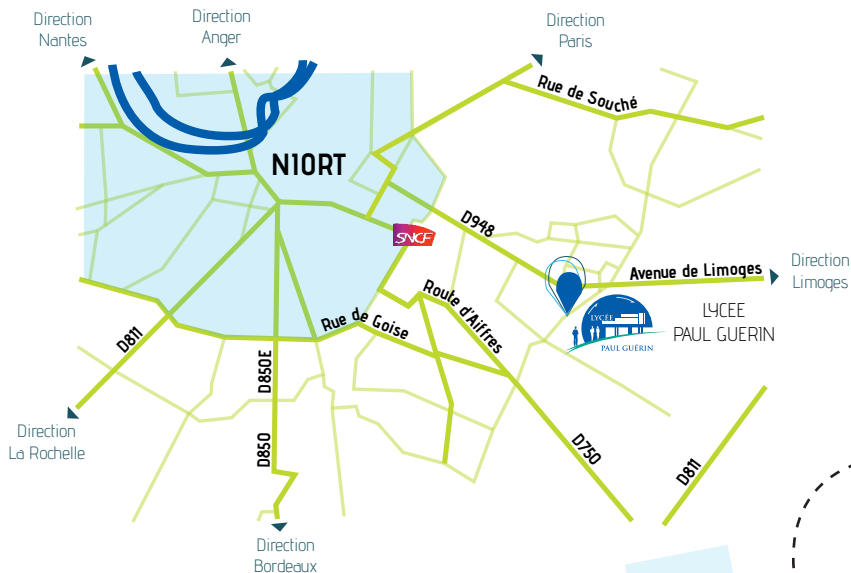 Direction
Nantes
Direction
Anger
Direction
Paris
Rue de Souché
NIORT
SNCF
D948
Avenue de Limoges
Direction
Limoges
Route d'Aiffres
Rue de Goise
LYCÉE
PAUL GUÉRIN
LYCEE
PAUL GUERIN
D811
D850E
D850
D750
D811
Direction
La Rochelle
Direction
Bordeaux